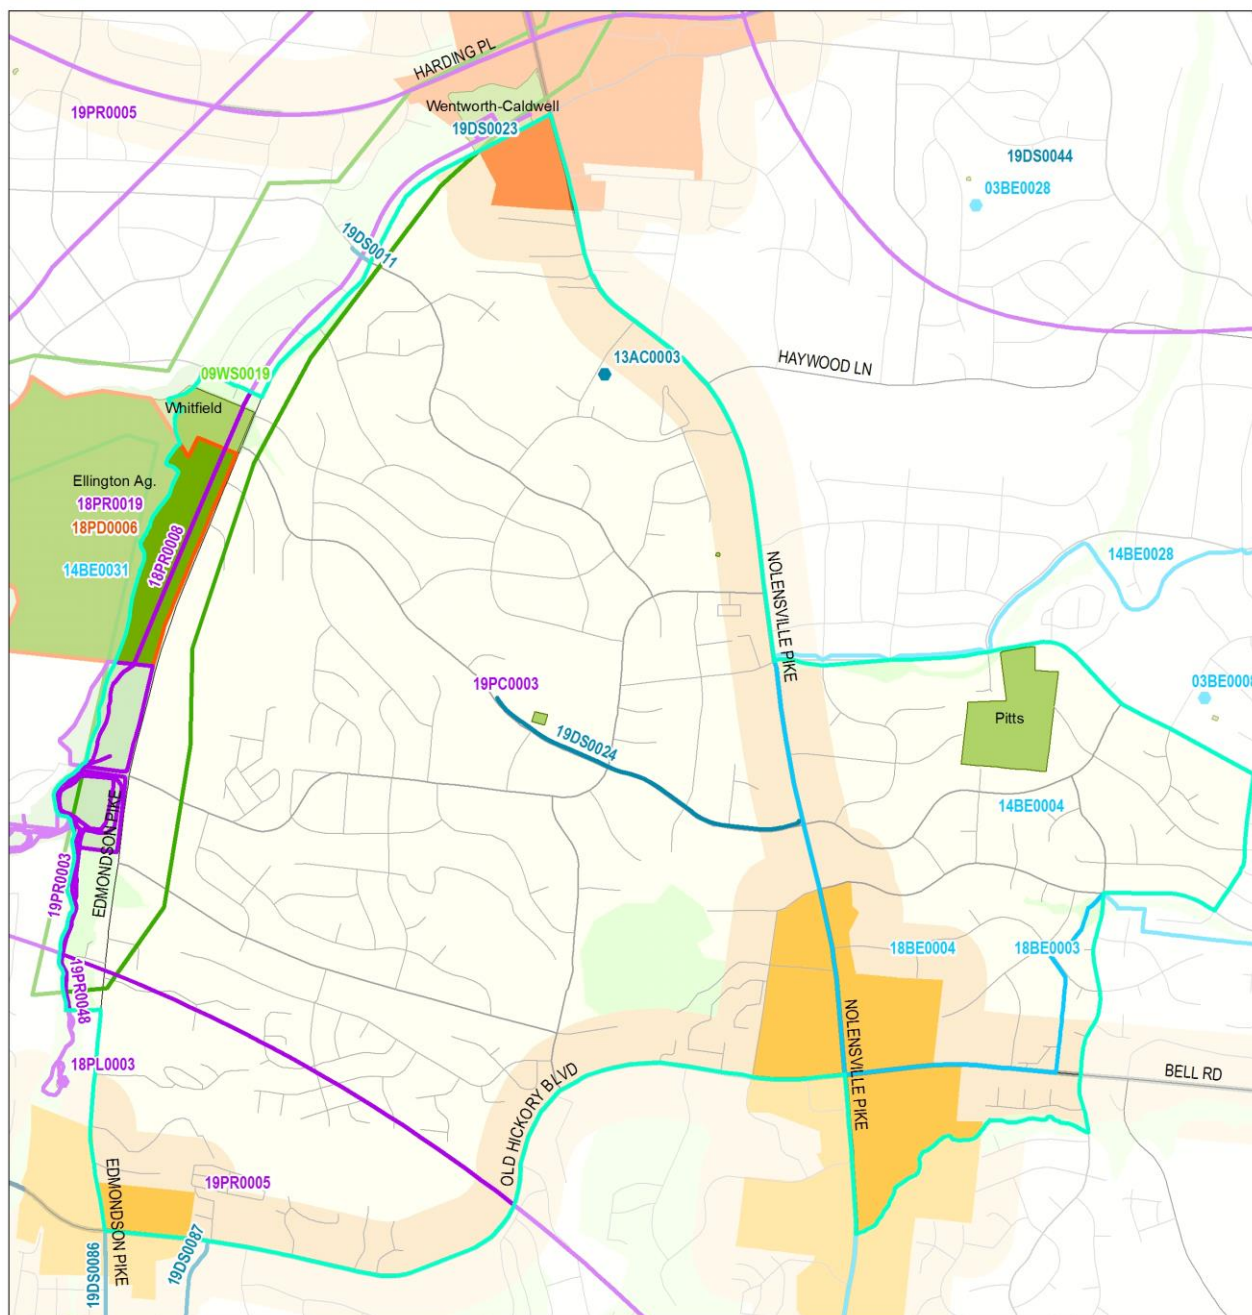 HARDING PL
Wentworth-Caldwell
19PR0005
19DS0023
19DS0044
03BE0028
19DS0011
13AC0003
HAYWOOD LN
09WS0019
Whitfield
Ellington Ag.
18PR0019
18PD0006
18PR0008
14BE0031
14BE0028
NOLENSVILLE PIKE
19PC0003
03BE0008
Pitts
19DS0024
14BE0004
EDMONDSON PIKE
19PR0003
18BE0004
18BE0003
19PR0048
NOLENSVILLE PIKE
18PL0003
BELL RD
OLD HICKORY BLVD
19PR0005
EDMONDSON PIKE
19DS0086
19DS0087